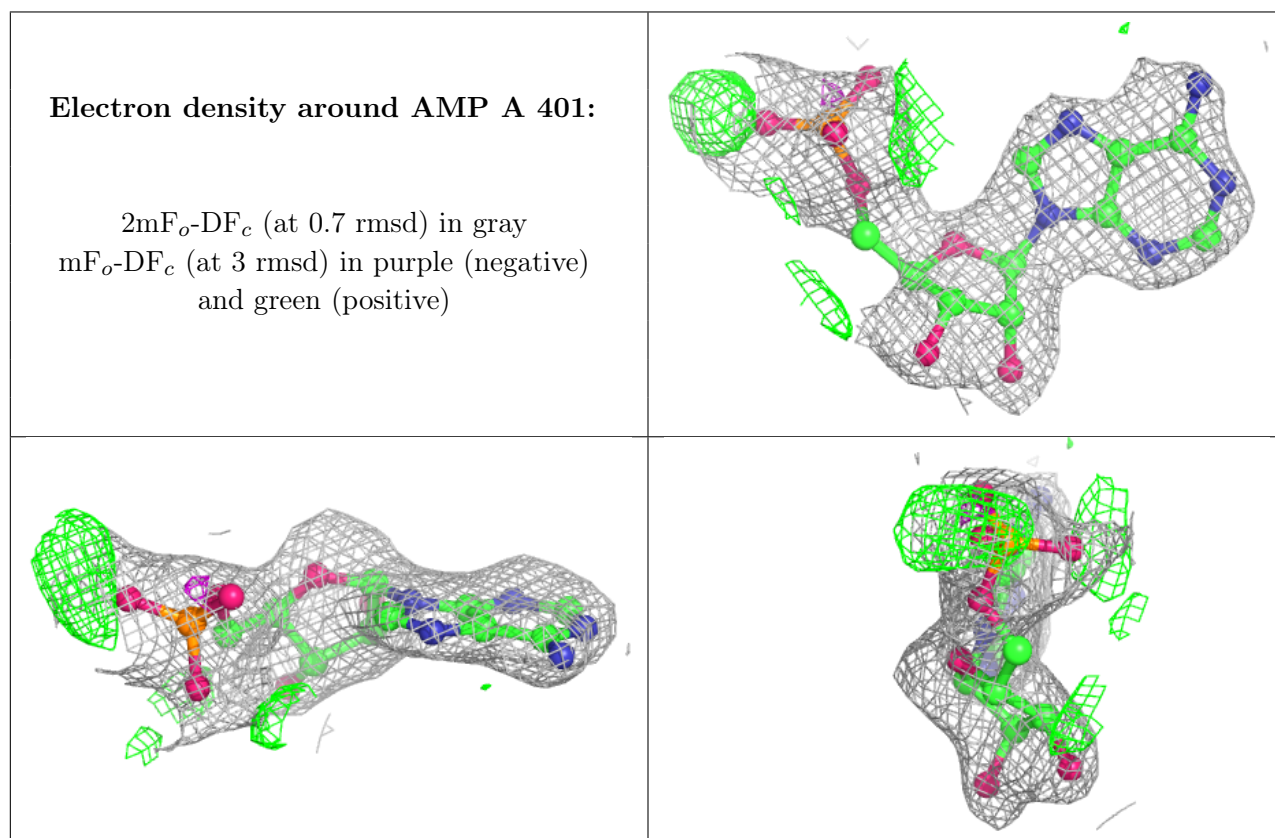 Electron density around AMP A 401:
2mFₒ-DF𝒸 (at 0.7 rmsd) in gray
mFₒ-DF𝒸 (at 3 rmsd) in purple (negative)
and green (positive)